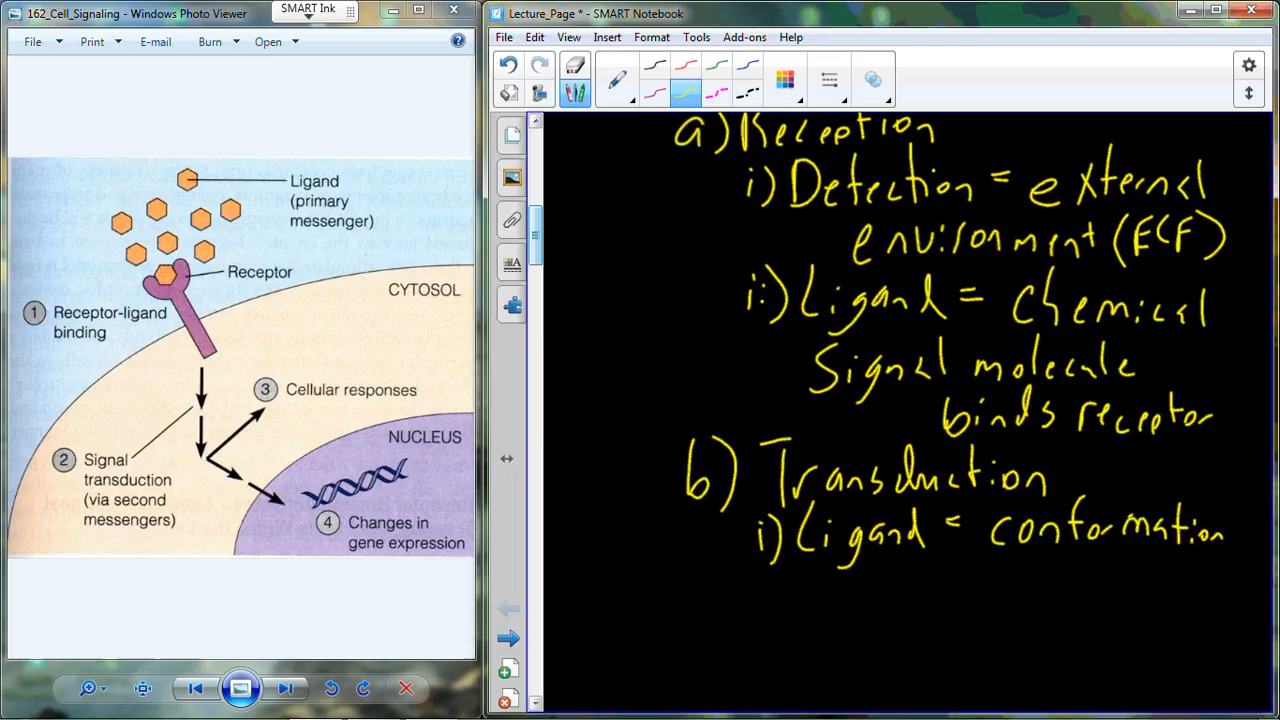 162_Cell_Signaling - Windows Photo Viewer
SMART Ink
File Print E-mail Burn Open
Ligand
(primary
messenger)
Receptor
CYTOSOL
1 Receptor-ligand
binding
3 Cellular responses
NUCLEUS
2 Signal
transduction
(via second
messengers)
4 Changes in
gene expression
Lecture_Page * - SMART Notebook
File Edit View Insert Format Tools Add-ons Help
a) Reception
i) Detection = external
environment (ECF)
ii) Ligand = chemical
signal molecule
binds receptor
b) Transduction
i) Ligand = conformation